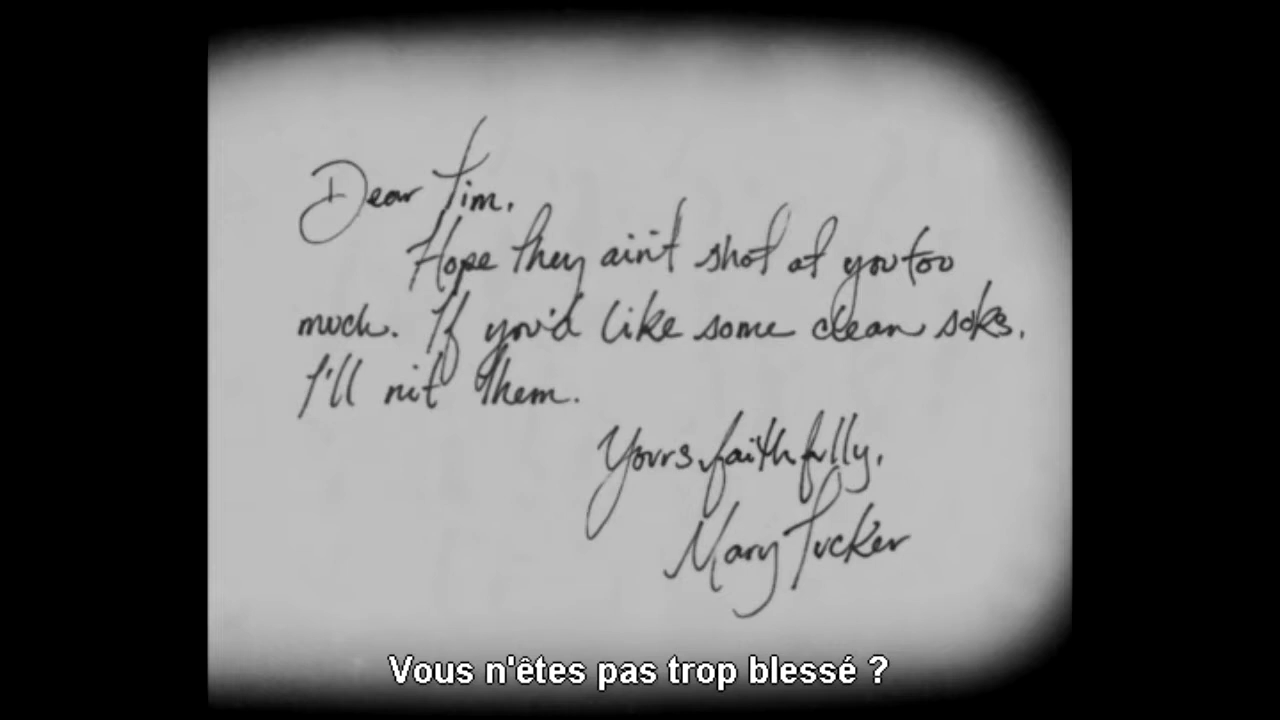 Dear Tim,
Hope they ain't shot at you too
much. If you'd like some clean soks,
I'll nit them.
Yours faithfully,
Mary Tucker
Vous n'êtes pas trop blessé ?